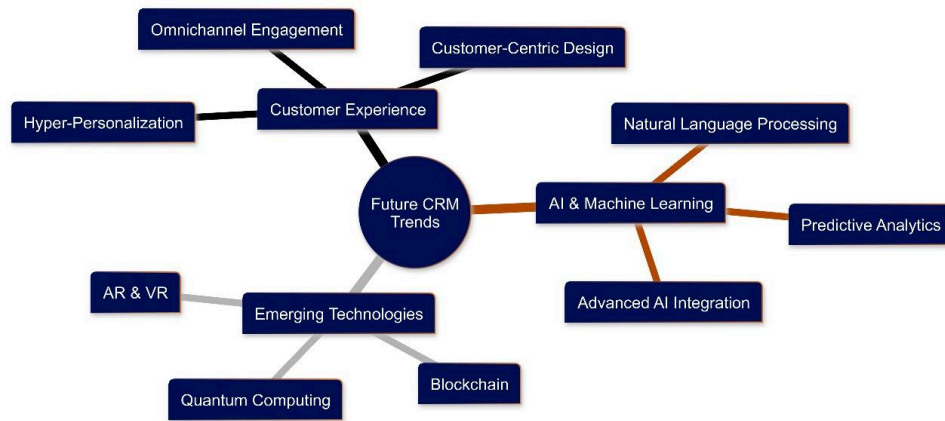 Omnichannel Engagement
Customer-Centric Design
Customer Experience
Hyper-Personalization
Natural Language Processing
Future CRM
Trends
AI & Machine Learning
Predictive Analytics
AR & VR
Emerging Technologies
Advanced AI Integration
Blockchain
Quantum Computing